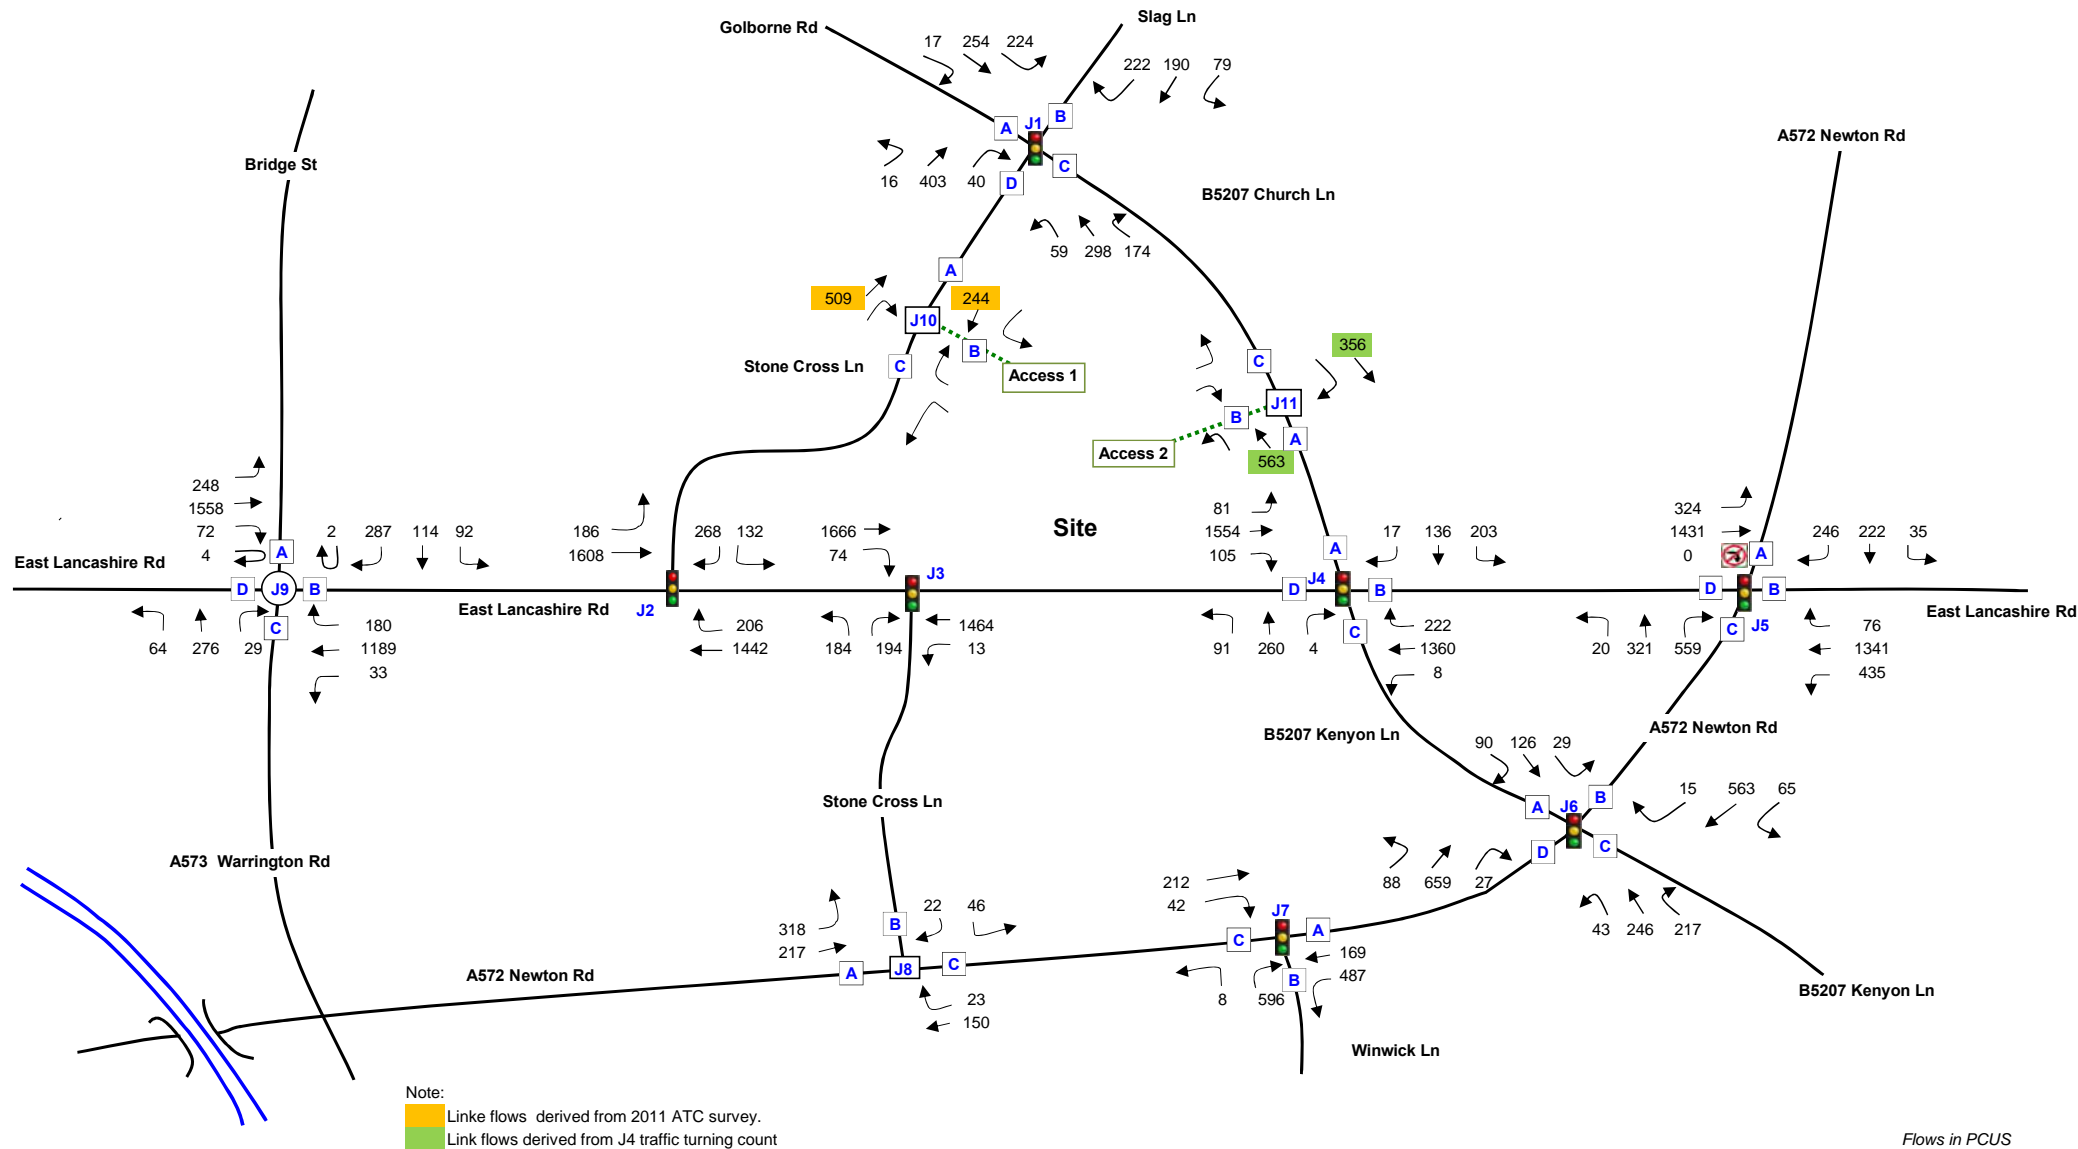 Slag Ln
Golborne Rd
17 254 224
222 190 79
A J1 B
C
D
16 403 40
B5207 Church Ln
59 298 174
A572 Newton Rd
Bridge St
A
509 244
J10
B
C
Stone Cross Ln
Access 1
356
C
J11
B
A
Access 2
563
248
1558
72
4
2 287 114 92
186
1608
268 132
1666
74
Site
81
1554
105
17 136 203
324
1431
0
246 222 35
East Lancashire Rd
A
D J9 B
C
East Lancashire Rd
J2
J3
A
D J4 B
C
A
D B
C J5
East Lancashire Rd
64 276 29
180
1189
33
206
1442
184 194
1464
13
91 260 4
222
1360
8
20 321 559
76
1341
435
B5207 Kenyon Ln
A572 Newton Rd
90 126 29
15 563 65
A J6 B
D C
Stone Cross Ln
A573 Warrington Rd
88 659 27
43 246 217
212
42
J7
C A
B
169
487
8 596
318
217
22 46
B
A J8 C
23
150
A572 Newton Rd
B5207 Kenyon Ln
Winwick Ln
Note:
Linke flows derived from 2011 ATC survey.
Link flows derived from J4 traffic turning count
Flows in PCUS